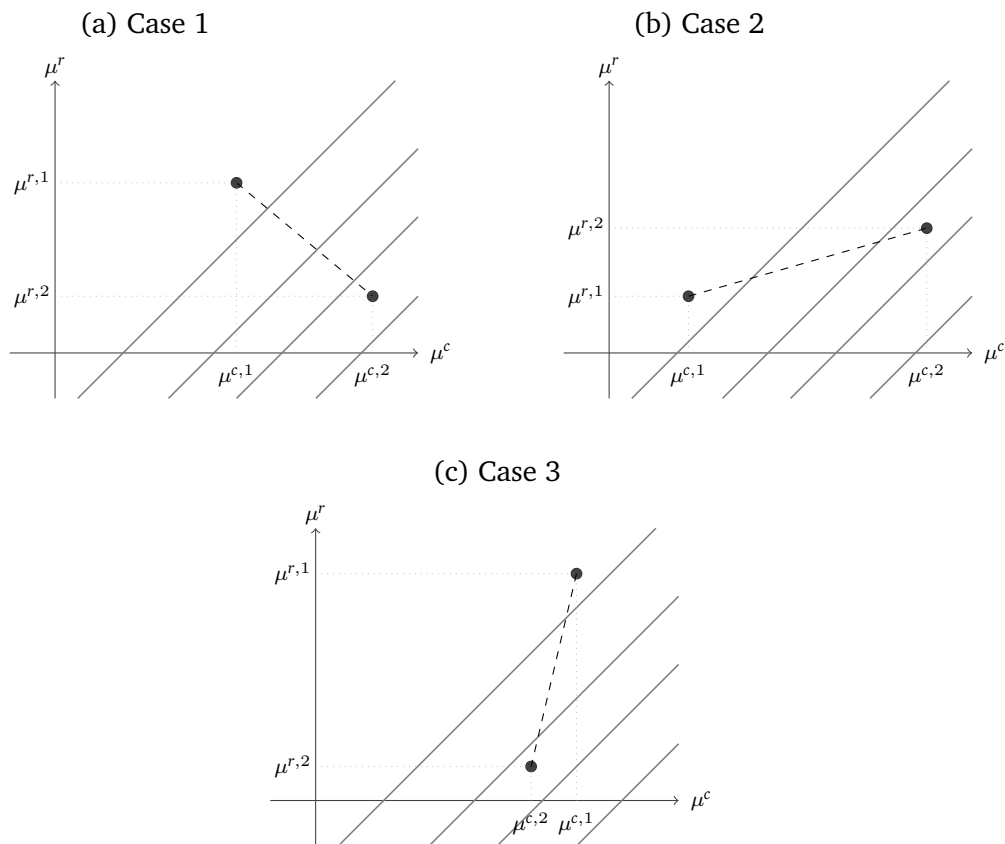 (a) Case 1
(b) Case 2
μ^r
μ^r
μ^{r,1}
μ^{r,2}
μ^{r,2}
μ^{r,1}
μ^c
μ^c
μ^{c,1}
μ^{c,2}
μ^{c,1}
μ^{c,2}
(c) Case 3
μ^r
μ^{r,1}
μ^{r,2}
μ^c
μ^{c,2}
μ^{c,1}